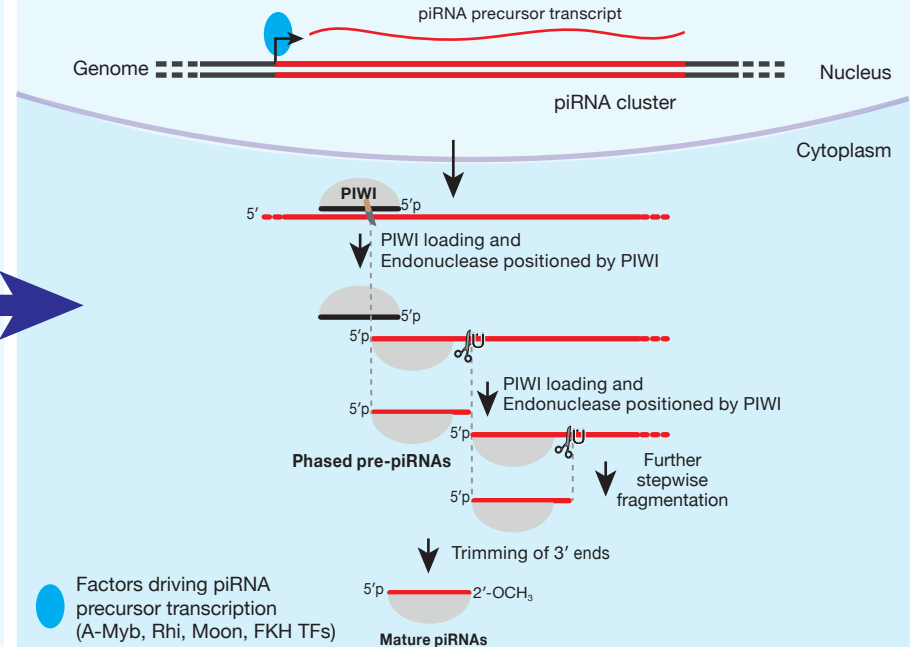 piRNA precursor transcript
Genome
Nucleus
piRNA cluster
Cytoplasm
PIWI
5′p
5′
PIWI loading and
Endonuclease positioned by PIWI
5′p
5′p
U
PIWI loading and
Endonuclease positioned by PIWI
5′p
5′p
U
Phased pre-piRNAs
Further
stepwise
fragmentation
5′p
Trimming of 3′ ends
5′p
2′-OCH₃
Mature piRNAs
Factors driving piRNA
precursor transcription
(A-Myb, Rhi, Moon, FKH TFs)